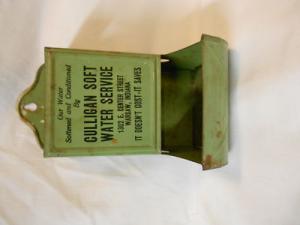 Our Water
Softened and Conditioned
By
CULLIGAN SOFT
WATER SERVICE
1302 E. CENTER STREET
WARSAW, INDIANA
IT DOESN'T COST-IT SAVES